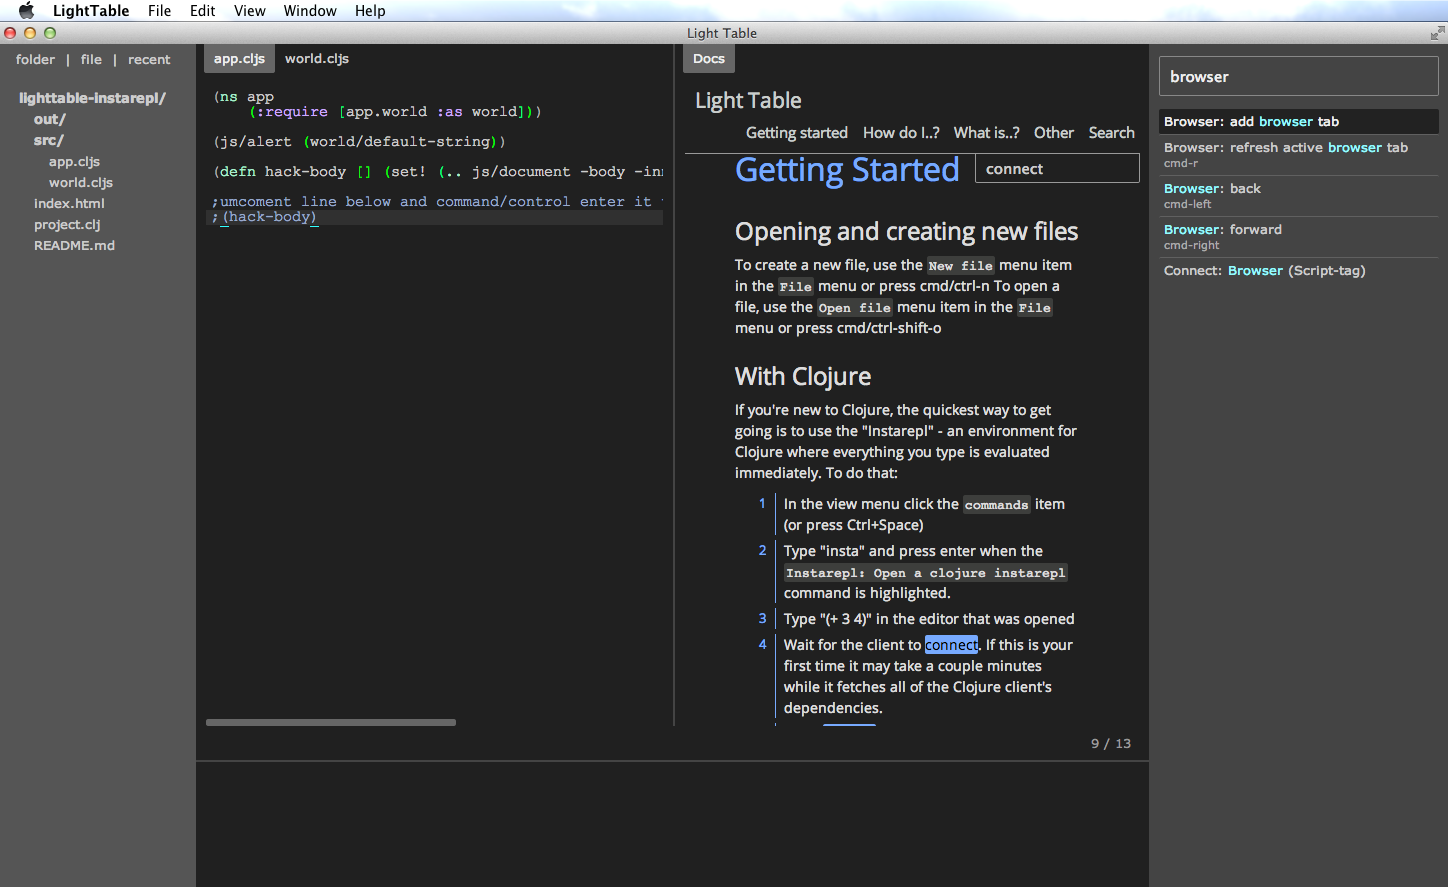 LightTable File Edit View Window Help
Light Table
folder | file | recent
lighttable-instarepl/
out/
src/
app.cljs
world.cljs
index.html
project.clj
README.md
app.cljs world.cljs
(ns app
(:require [app.world :as world]))
(js/alert (world/default-string))
(defn hack-body [] (set! (.. js/document -body -in
;umcoment line below and command/control enter it
;(hack-body)
Docs
Light Table
Getting started How do I..? What is..? Other Search
Getting Started
connect
Opening and creating new files
To create a new file, use the New file menu item
in the File menu or press cmd/ctrl-n To open a
file, use the Open file menu item in the File
menu or press cmd/ctrl-shift-o
With Clojure
If you're new to Clojure, the quickest way to get
going is to use the "Instarepl" - an environment for
Clojure where everything you type is evaluated
immediately. To do that:
1 In the view menu click the commands item
(or press Ctrl+Space)
2 Type "insta" and press enter when the
Instarepl: Open a clojure instarepl
command is highlighted.
3 Type "(+ 3 4)" in the editor that was opened
4 Wait for the client to connect. If this is your
first time it may take a couple minutes
while it fetches all of the Clojure client's
dependencies.
9 / 13
browser
Browser: add browser tab
Browser: refresh active browser tab
cmd-r
Browser: back
cmd-left
Browser: forward
cmd-right
Connect: Browser (Script-tag)